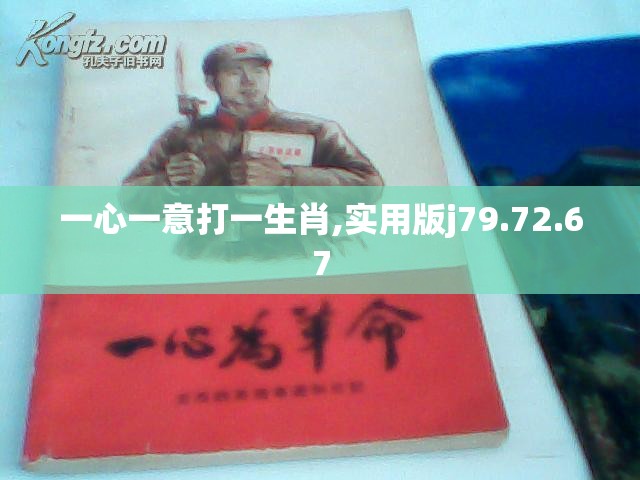 Kongfz.com
孔夫子旧书网
一心一意打一生肖,实用版j79.72.6
7
一心为革命